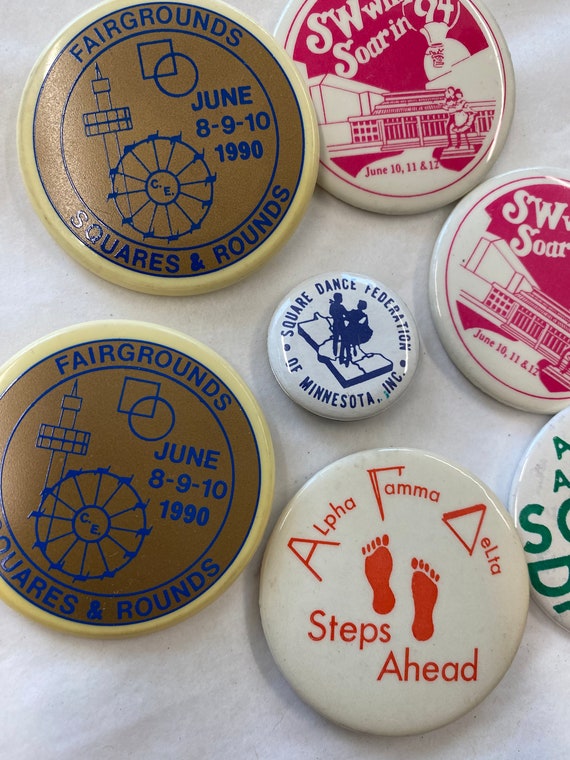 FAIRGROUNDS
JUNE
8-9-10
1990
C.E.
SQUARES & ROUNDS
SW will
Soar in '94
June 10, 11 & 12
SW
Soar in
June 10, 11 & 12
SQUARE DANCE FEDERATION
OF MINNESOTA, INC.
FAIRGROUNDS
JUNE
8-9-10
1990
C.E.
SQUARES & ROUNDS
Alpha Gamma DeLta
Steps
Ahead